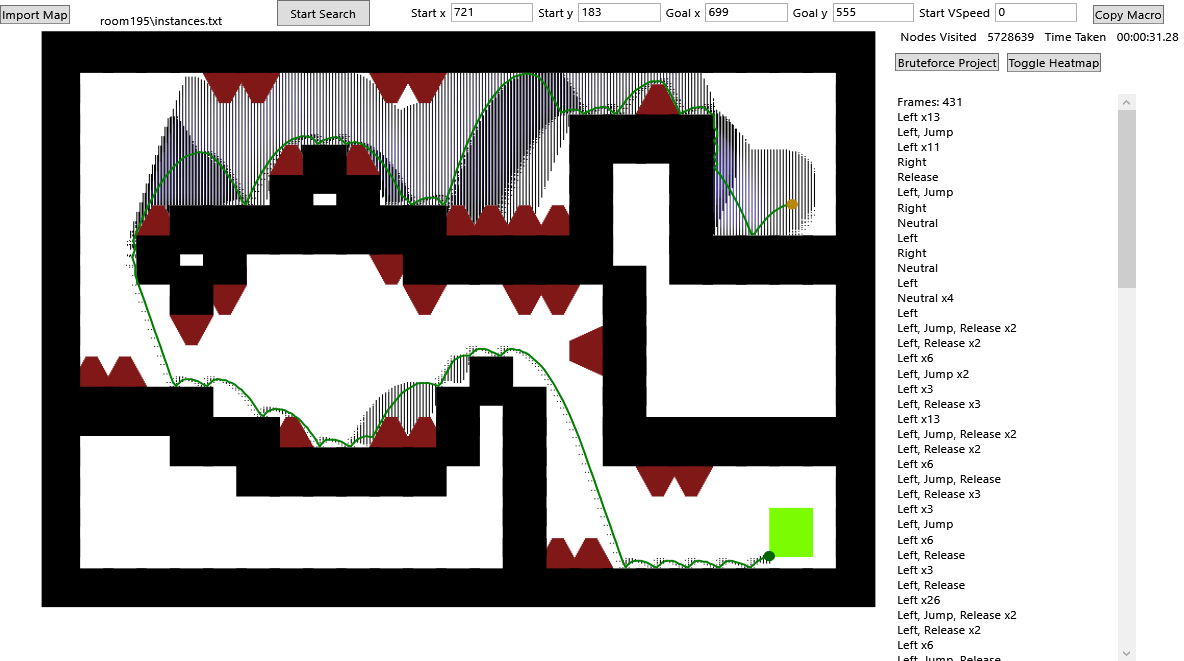 Import Map
room195\instances.txt
Start Search
Start x 721 Start y 183 Goal x 699 Goal y 555 Start VSpeed 0
Copy Macro
Nodes Visited 5728639 Time Taken 00:00:31.28
Bruteforce Project Toggle Heatmap
Frames: 431
Left x13
Left, Jump
Left x11
Right
Release
Left, Jump
Right
Neutral
Left
Right
Neutral
Left
Neutral x4
Left
Left, Jump, Release x2
Left, Release x2
Left x6
Left, Jump x2
Left x3
Left, Release x3
Left x13
Left, Jump, Release x2
Left, Release x2
Left x6
Left, Jump, Release
Left, Release x3
Left x3
Left, Jump
Left x6
Left, Release
Left x3
Left, Release
Left x26
Left, Jump, Release x2
Left, Release x2
Left x6
Left, Jump, Release